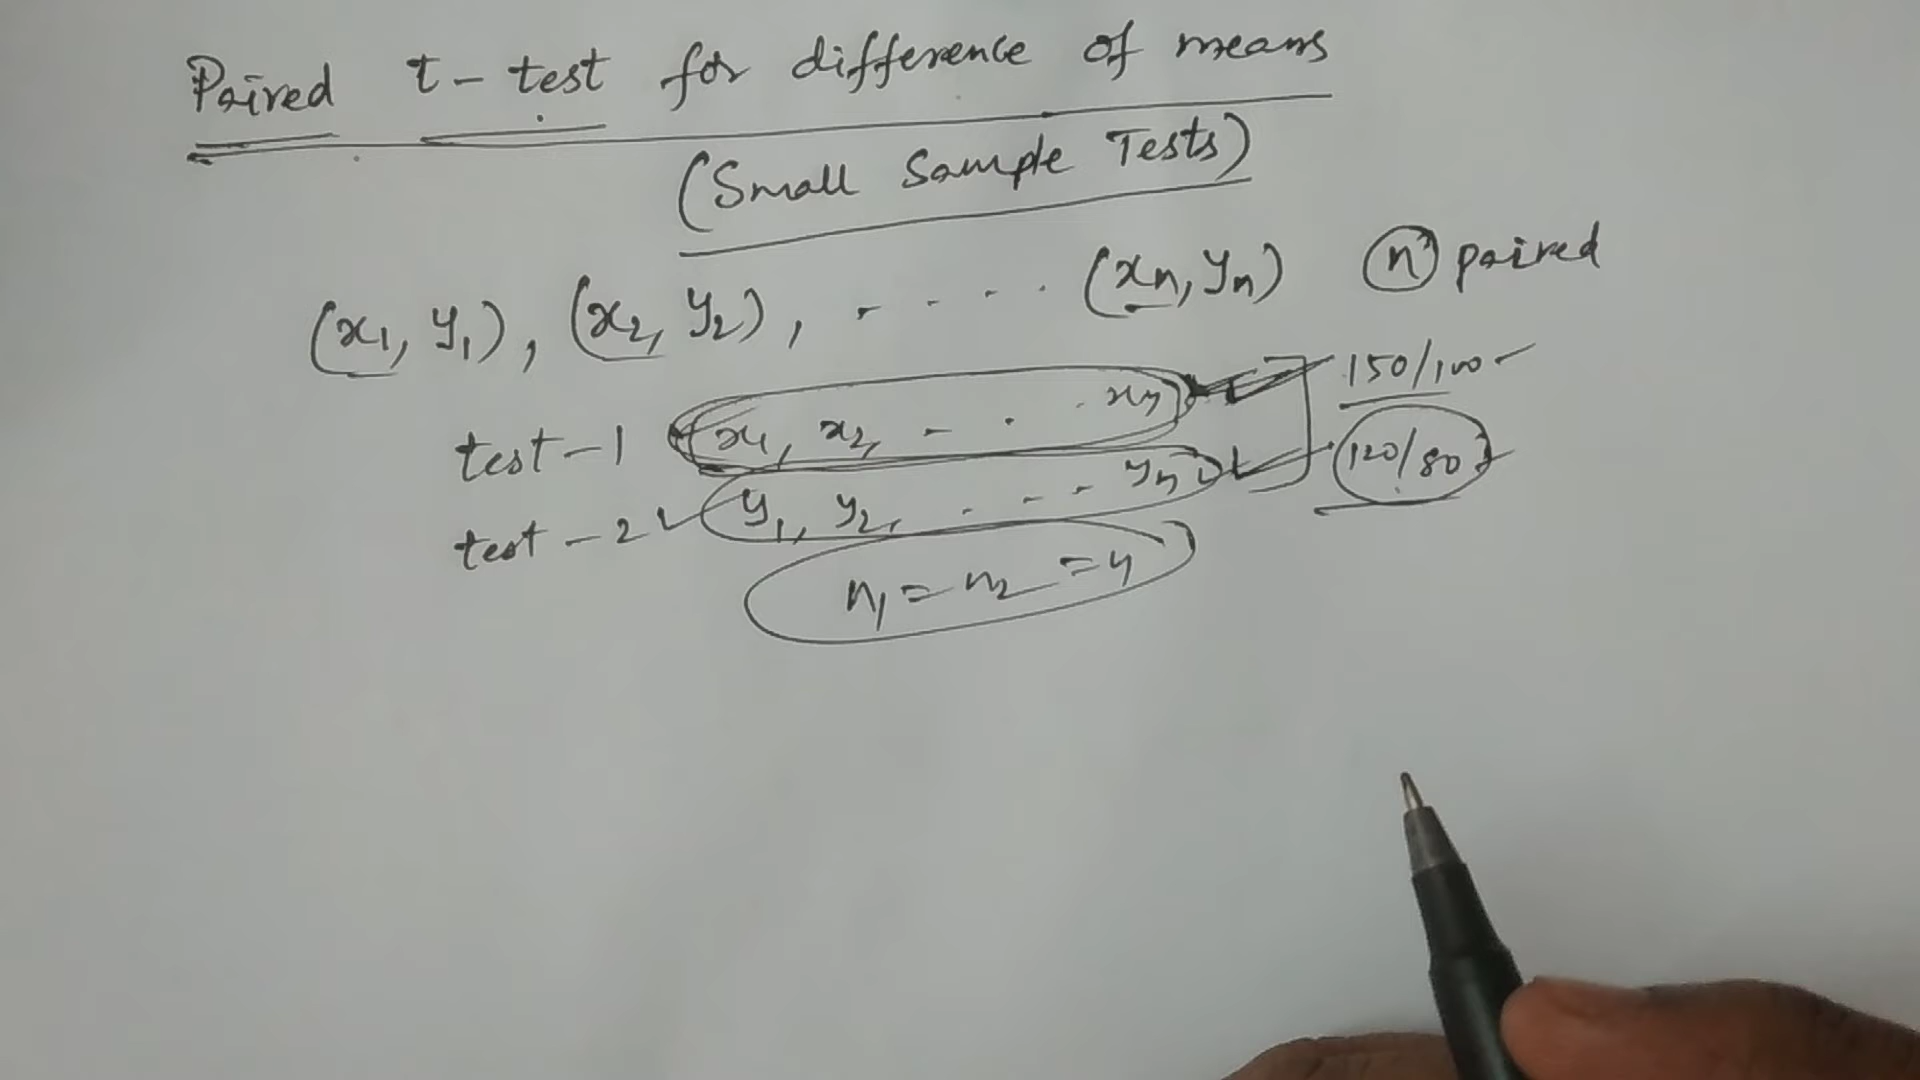 Paired t-test for difference of means
(Small Sample Tests)
(x1, y1), (x2, y2), - - - - . (xn, yn) n paired
test-1 x1, x2, - . . xn 150/100
test-2 y1, y2, . - - yn 120/80
n1 = n2 = n